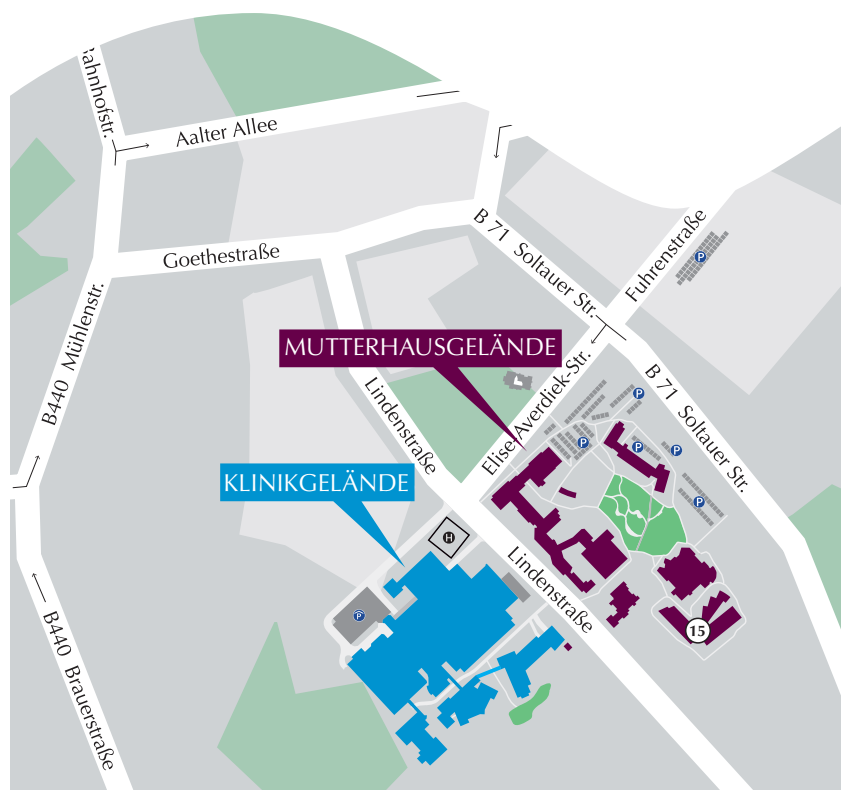 Bahnhofstr.
Aalter Allee
B 71 Soltauer Str.
Fuhrenstraße
P
Goethestraße
B440 Mühlenstr.
MUTTERHAUSGELÄNDE
Elise-Averdiek-Str.
B 71 Soltauer Str.
P
P
P
P
P
Lindenstraße
KLINIKGELÄNDE
H
Lindenstraße
P
15
B440 Brauerstraße